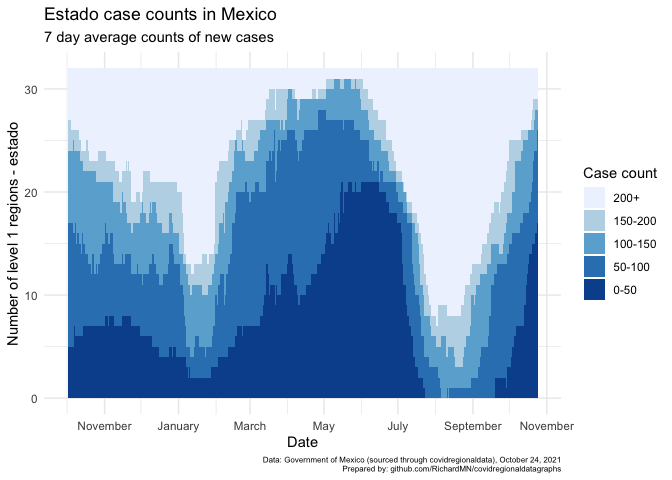 Estado case counts in Mexico
7 day average counts of new cases
Number of level 1 regions - estado
30
20
10
0
November
January
March
May
July
September
November
Date
Case count
200+
150-200
100-150
50-100
0-50
Data: Government of Mexico (sourced through covidregionaldata), October 24, 2021
Prepared by: github.com/RichardMN/covidregionaldatagraphs